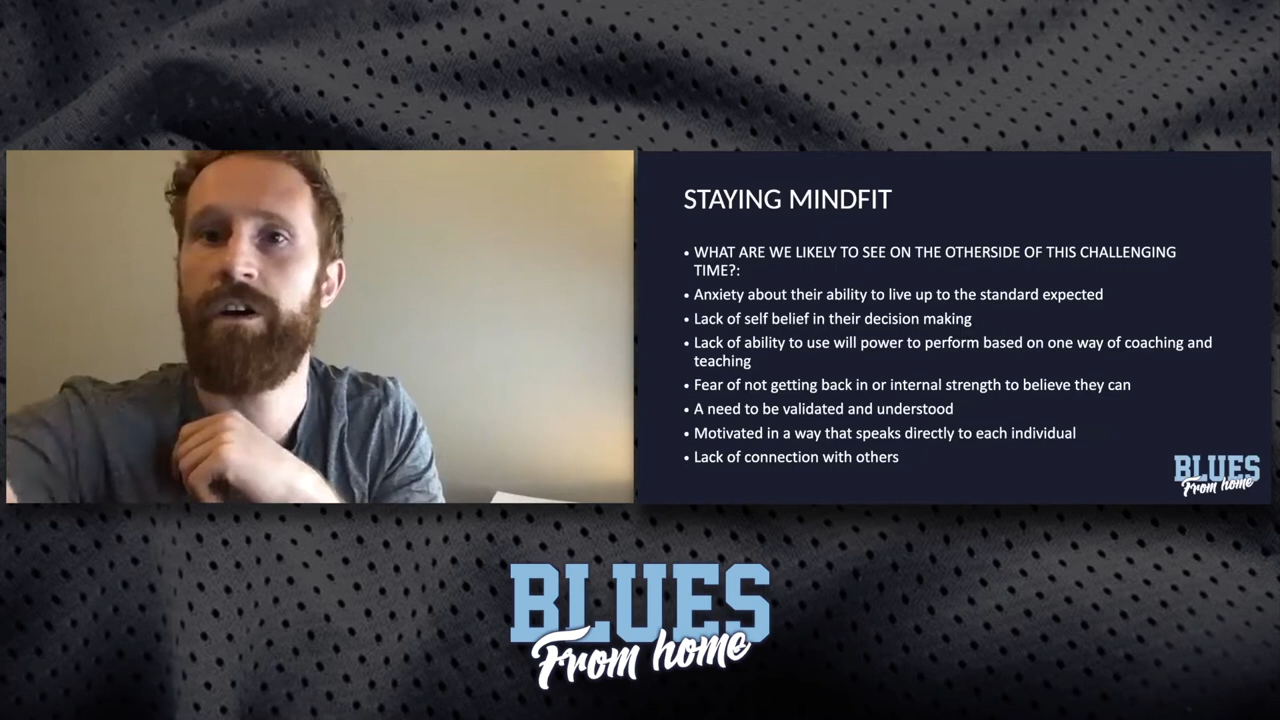 STAYING MINDFIT
• WHAT ARE WE LIKELY TO SEE ON THE OTHERSIDE OF THIS CHALLENGING
TIME?:
• Anxiety about their ability to live up to the standard expected
• Lack of self belief in their decision making
• Lack of ability to use will power to perform based on one way of coaching and
teaching
• Fear of not getting back in or internal strength to believe they can
• A need to be validated and understood
• Motivated in a way that speaks directly to each individual
• Lack of connection with others
BLUES
From home
BLUES
From home